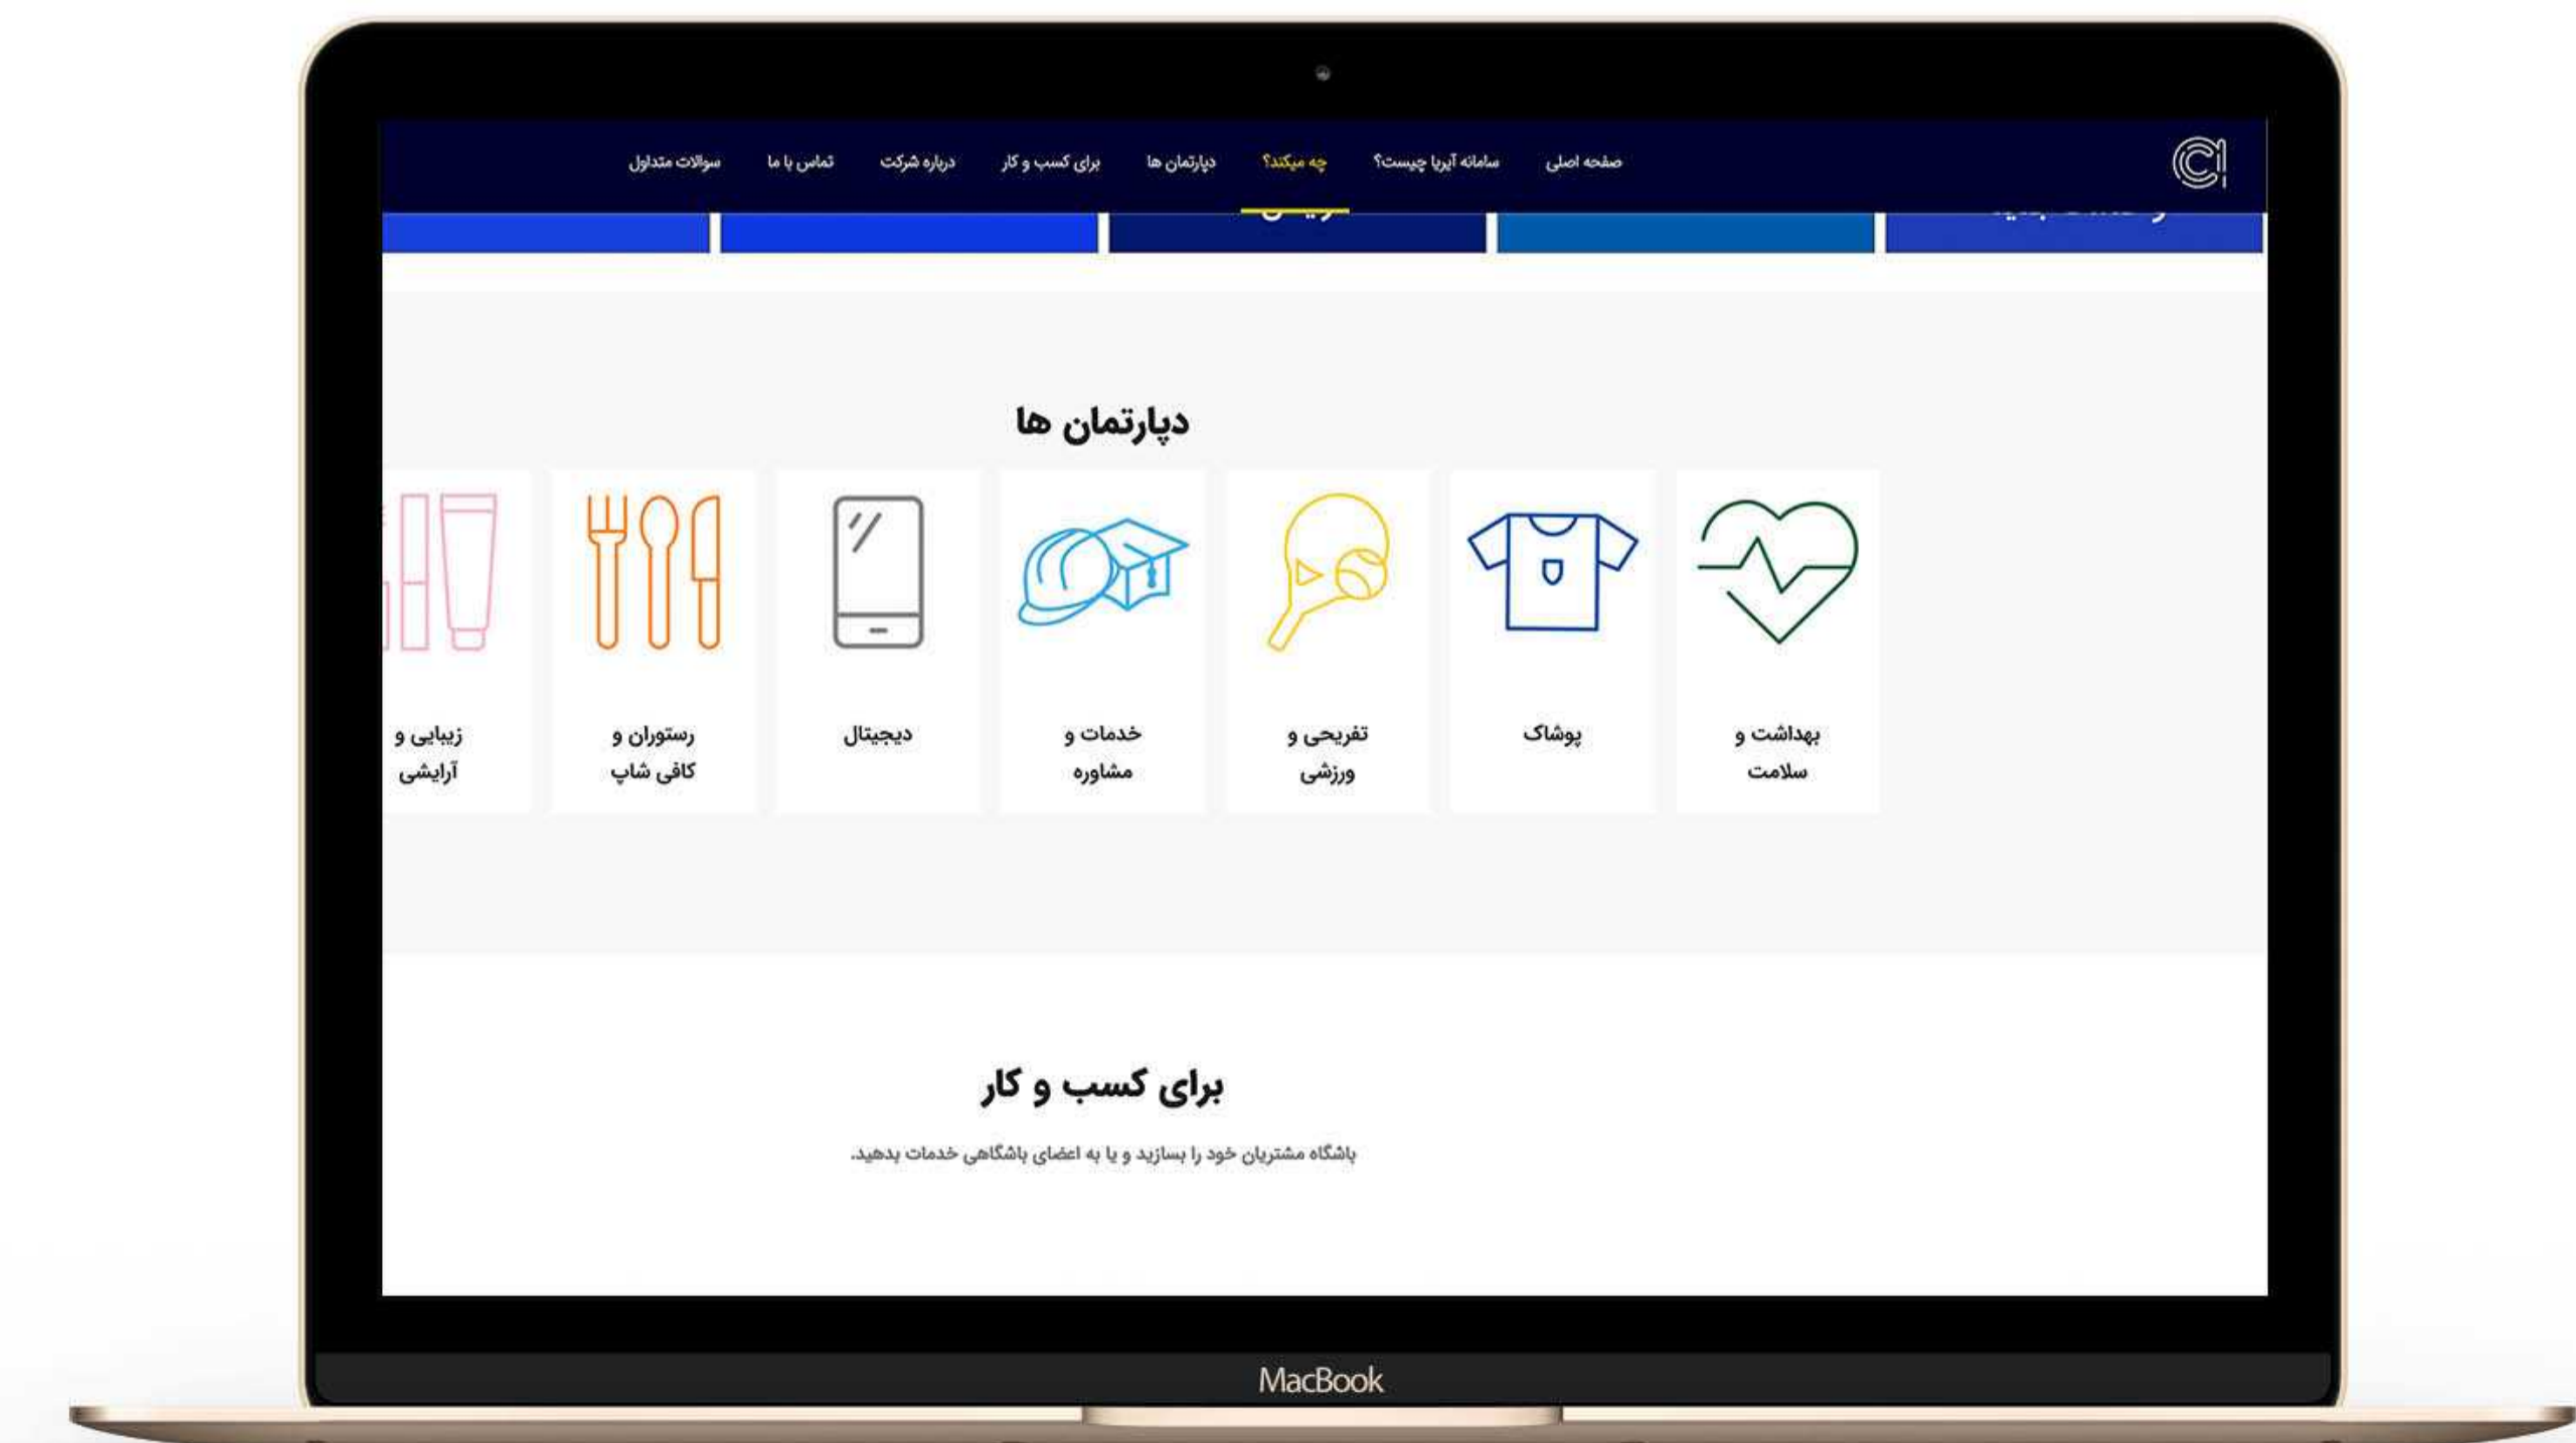 صفحه اصلی
سامانه آیریا چیست؟
چه میکند؟
دپارتمان ها
برای کسب و کار
درباره شرکت
تماس با ما
سوالات متداول
دپارتمان ها
بهداشت و
سلامت
پوشاک
تفریحی و
ورزشی
خدمات و
مشاوره
دیجیتال
رستوران و
کافی شاپ
زیبایی و
آرایشی
برای کسب و کار
باشگاه مشتریان خود را بسازید و یا به اعضای باشگاهی خدمات بدهید.
MacBook